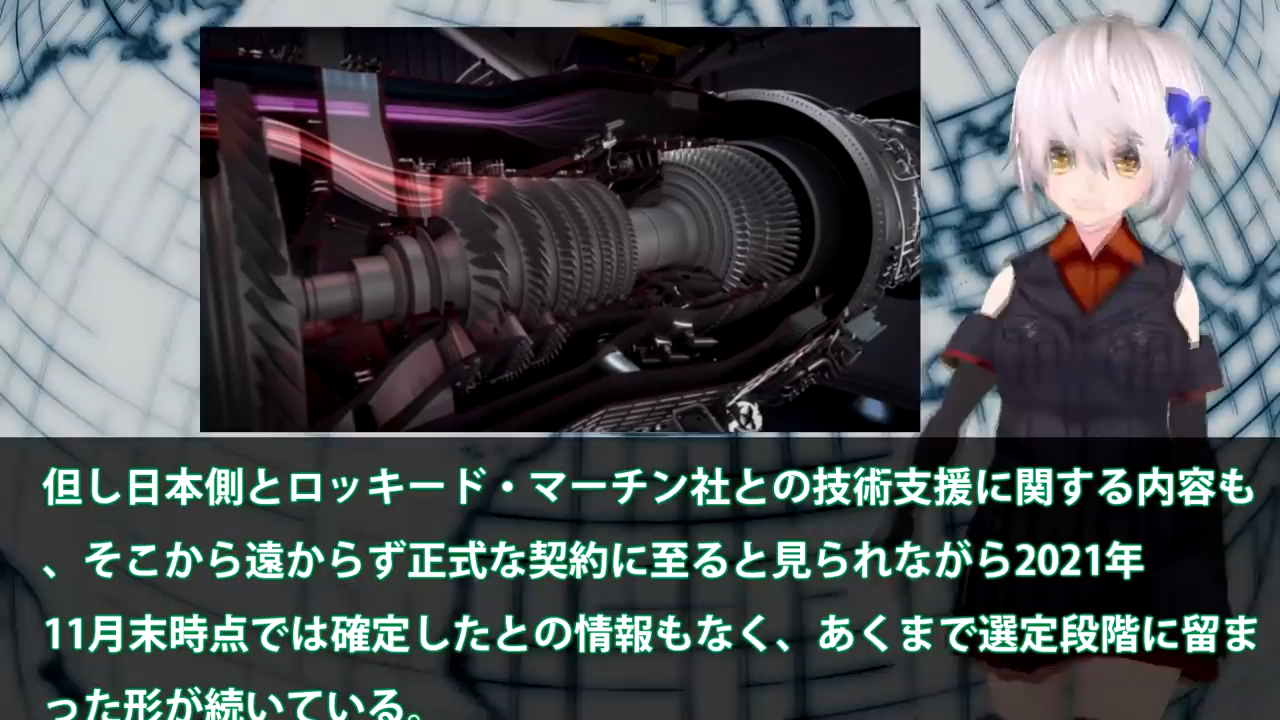 但し日本側とロッキード・マーチン社との技術支援に関する内容も
、そこから遠からず正式な契約に至ると見られながら2021年
11月末時点では確定したとの情報もなく、あくまで選定段階に留ま
った形が続いている。